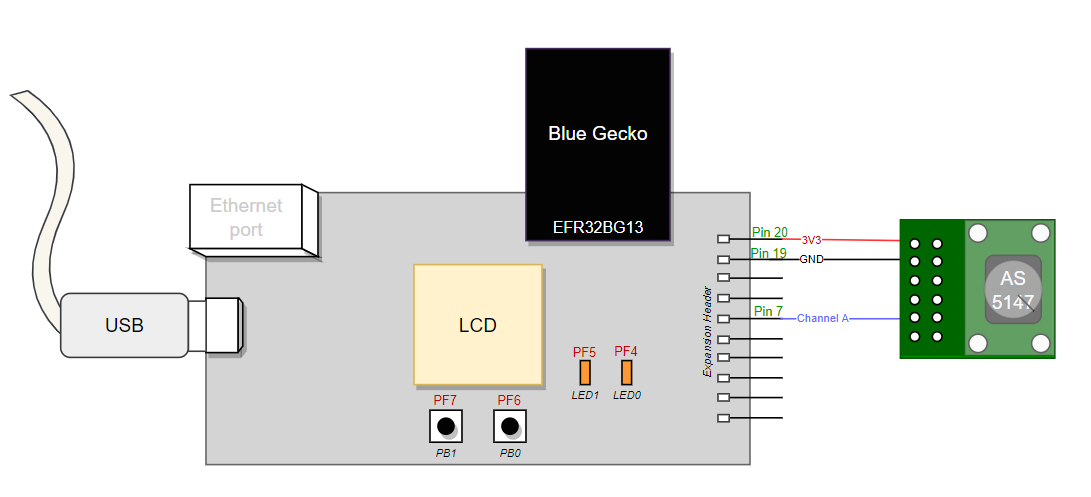 Blue Gecko
EFR32BG13
Ethernet
port
Pin 20
3V3
Pin 19
GND
AS
5147
Pin 7
Channel A
Expansion Header
USB
LCD
PF5
PF4
LED1
LED0
PF7
PF6
PB1
PB0